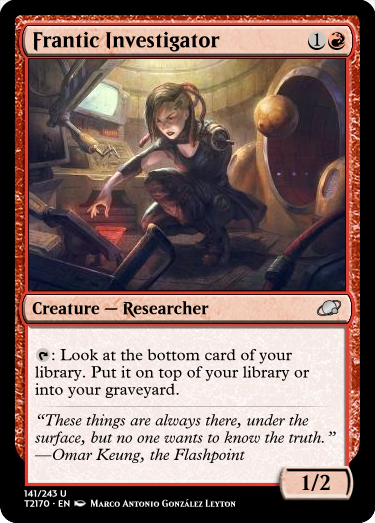 Frantic Investigator 1
Creature — Researcher
: Look at the bottom card of your
library. Put it on top of your library or
into your graveyard.
“These things are always there, under the
surface, but no one wants to know the truth.”
—Omar Keung, the Flashpoint
1/2
141/243 U
T2170 · EN Marco Antonio González Leyton